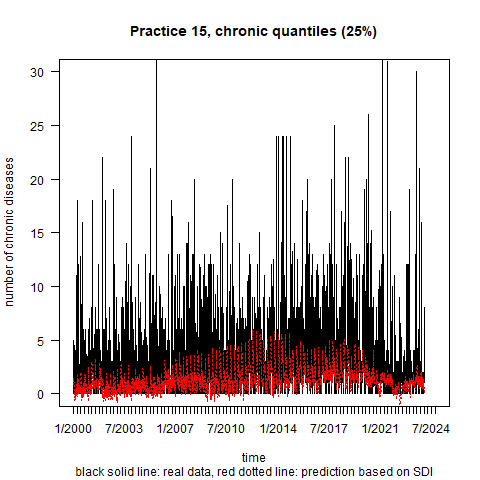 Practice 15, chronic quantiles (25%)
number of chronic diseases
30
25
20
15
10
5
0
1/2000 7/2003 1/2007 7/2010 1/2014 7/2017 1/2021 7/2024
time
black solid line: real data, red dotted line: prediction based on SDI